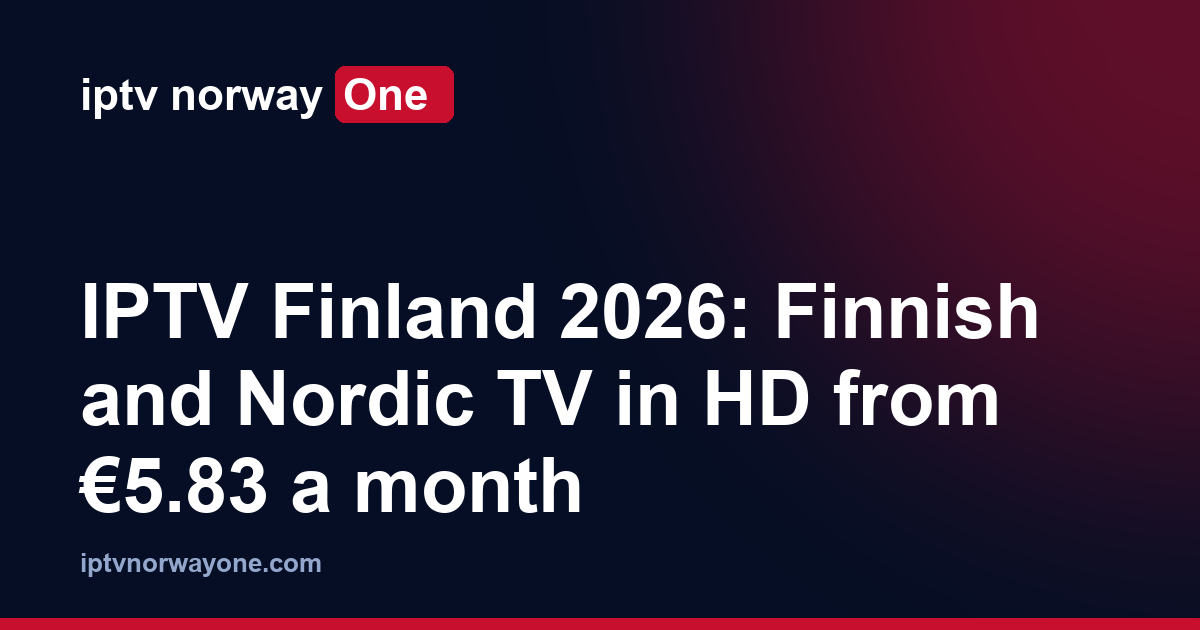 iptv norway One
IPTV Finland 2026: Finnish
and Nordic TV in HD from
€5.83 a month
iptvnorwayone.com